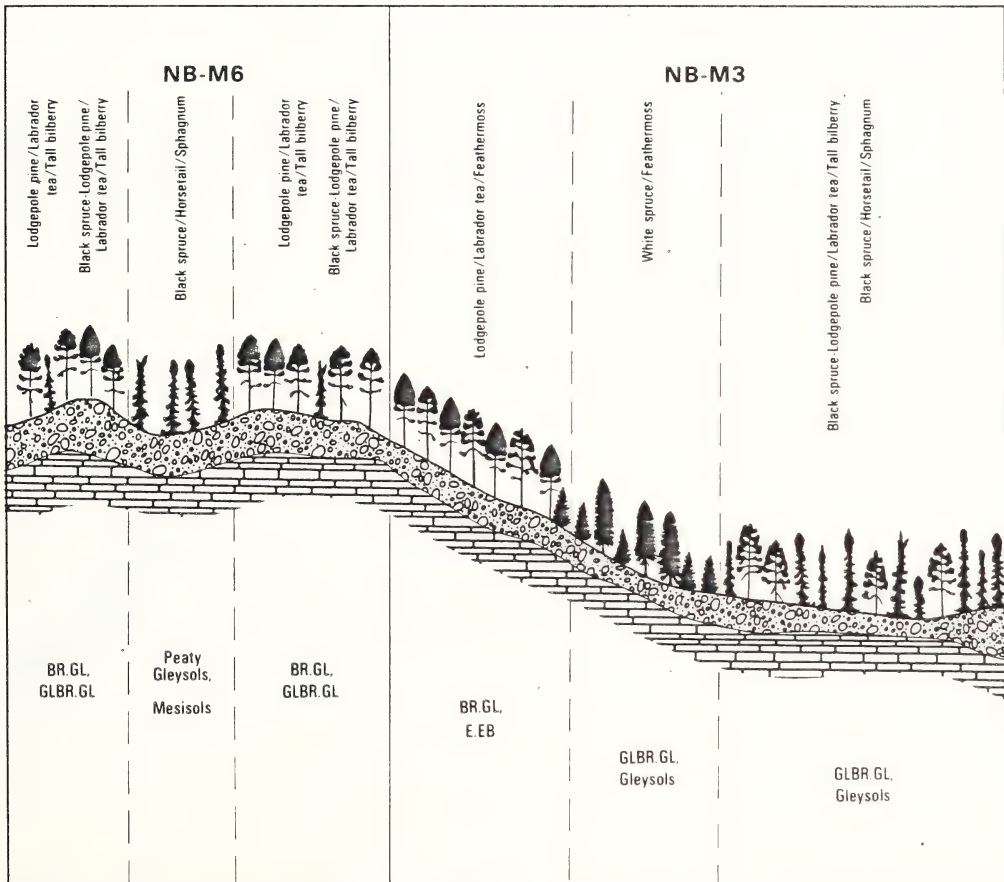 NB-M6
NB-M3
Lodgepole pine/Labrador
tea/Tall bilberry
Black spruce-Lodgepole pine/
Labrador tea/Tall bilberry
Black spruce/Horsetail/Sphagnum
Lodgepole pine/Labrador
tea/Tall bilberry
Black spruce-Lodgepole pine/
Labrador tea/Tall bilberry
Lodgepole pine/Labrador tea/Feathermoss
White spruce/Feathermoss
Black spruce-Lodgepole pine/Labrador tea/Tall bilberry
Black spruce/Horsetail/Sphagnum
BR.GL,
GLBR.GL
Peaty
Gleysols,
Mesisols
BR.GL,
GLBR.GL
BR.GL,
E.EB
GLBR.GL,
Gleysols
GLBR.GL,
Gleysols